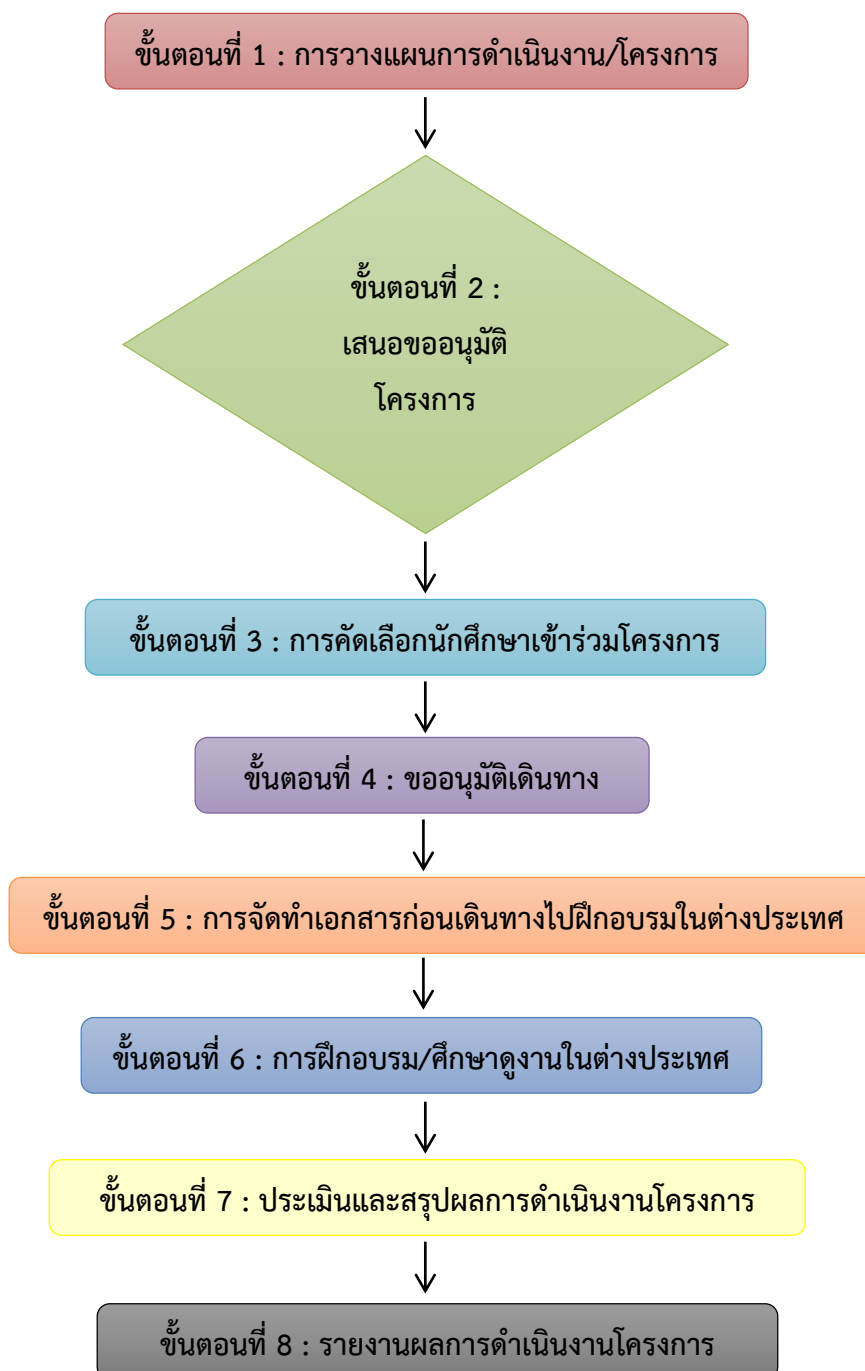 ขั้นตอนที่ 1 : การวางแผนการดำเนินงาน/โครงการ
ขั้นตอนที่ 2 :
เสนอขออนุมัติ
โครงการ
ขั้นตอนที่ 3 : การคัดเลือกนักศึกษาเข้าร่วมโครงการ
ขั้นตอนที่ 4 : ขออนุมัติเดินทาง
ขั้นตอนที่ 5 : การจัดทำเอกสารก่อนเดินทางไปฝึกอบรมในต่างประเทศ
ขั้นตอนที่ 6 : การฝึกอบรม/ศึกษาดูงานในต่างประเทศ
ขั้นตอนที่ 7 : ประเมินและสรุปผลการดำเนินงานโครงการ
ขั้นตอนที่ 8 : รายงานผลการดำเนินงานโครงการ